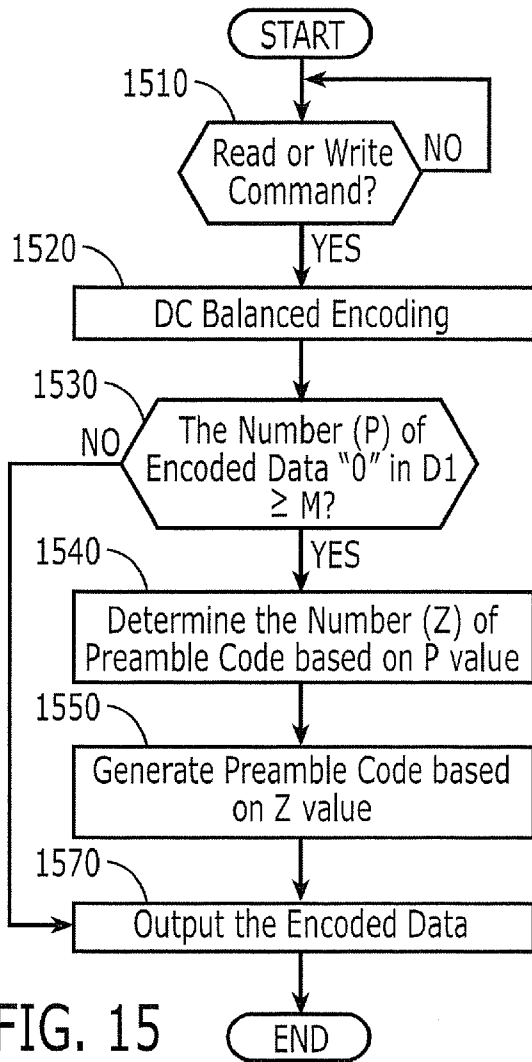 START
1510
Read or Write
Command?
NO
YES
1520
DC Balanced Encoding
1530
NO
The Number (P) of
Encoded Data "0" in D1
≥ M?
YES
1540
Determine the Number (Z) of
Preamble Code based on P value
1550
Generate Preamble Code based
on Z value
1570
Output the Encoded Data
FIG. 15
END